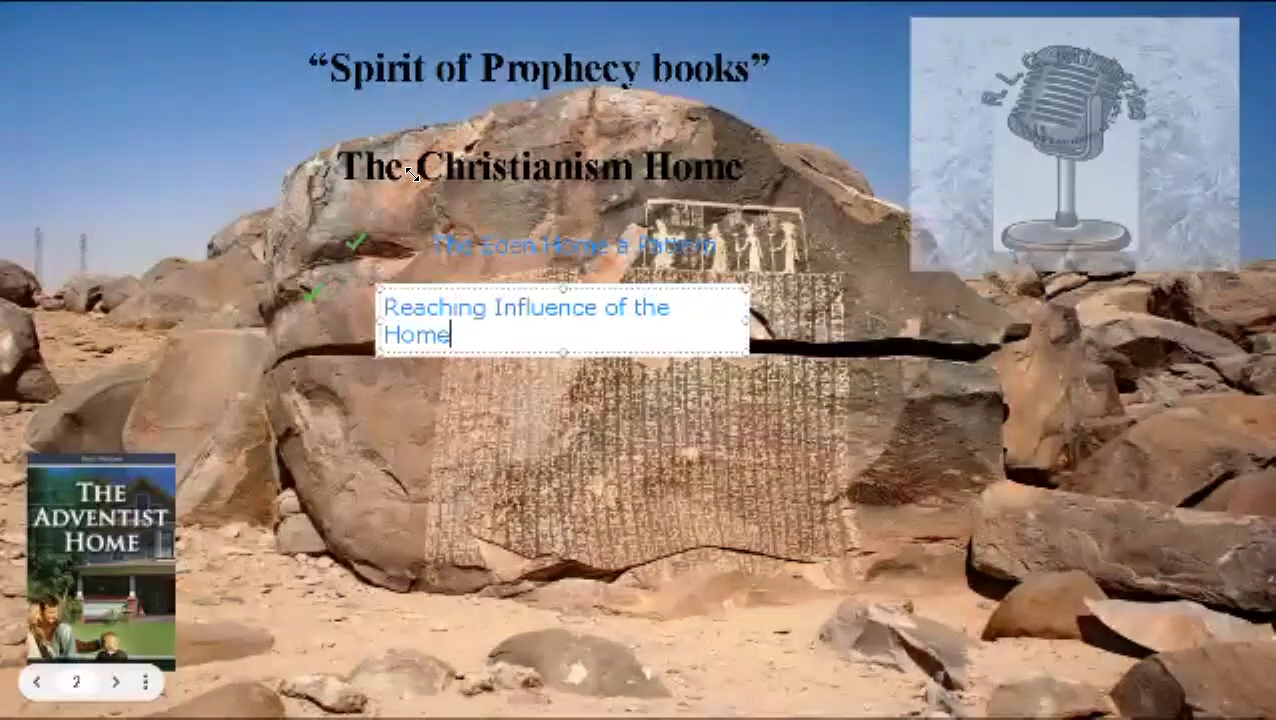 “Spirit of Prophecy books”
The Christianism Home
The Eden Home a Pattern
Reaching Influence of the
Home
R. L.
THE
ADVENTIST
HOME
2